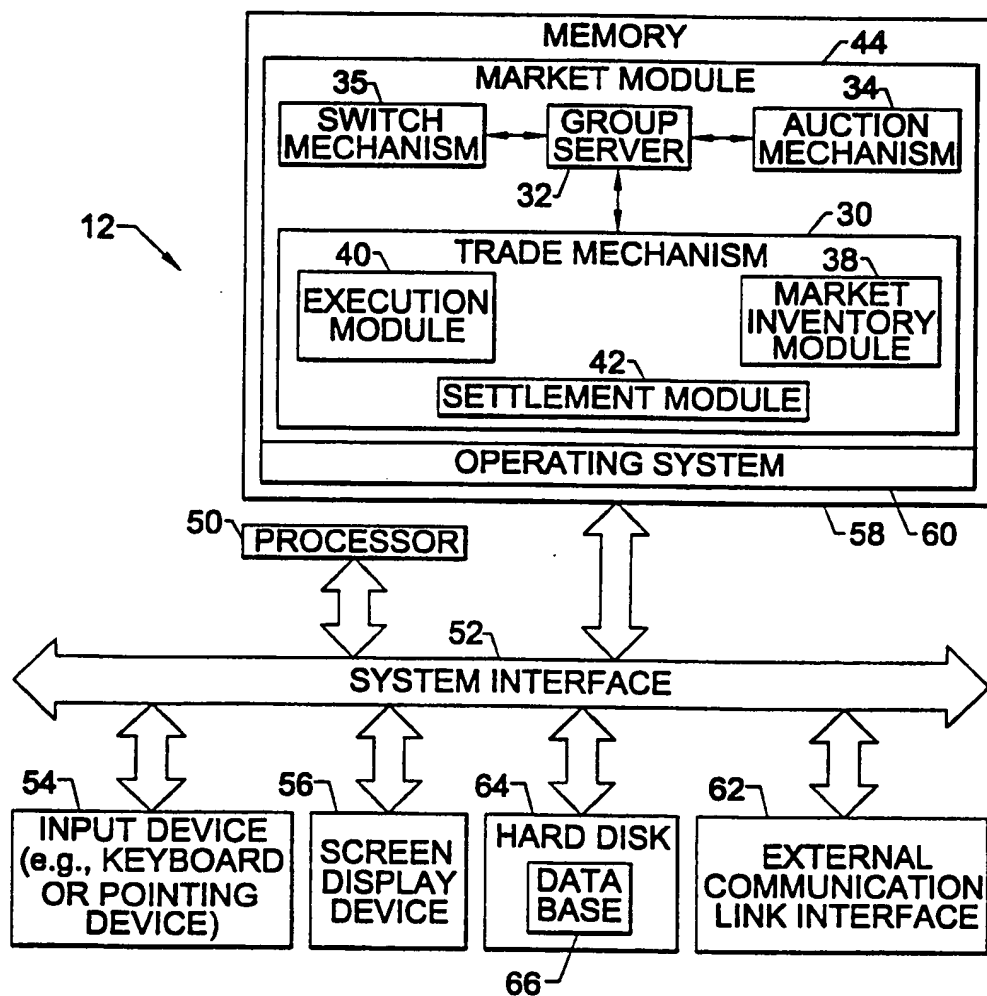 MEMORY
44
MARKET MODULE
35
34
SWITCH
MECHANISM
GROUP
SERVER
AUCTION
MECHANISM
32
12
30
TRADE MECHANISM
40
38
EXECUTION
MODULE
MARKET
INVENTORY
MODULE
42
SETTLEMENT MODULE
OPERATING SYSTEM
50
58
60
PROCESSOR
52
SYSTEM INTERFACE
54
56
64
62
INPUT DEVICE
(e.g., KEYBOARD
OR POINTING
DEVICE)
SCREEN
DISPLAY
DEVICE
HARD DISK
DATA
BASE
EXTERNAL
COMMUNICATION
LINK INTERFACE
66